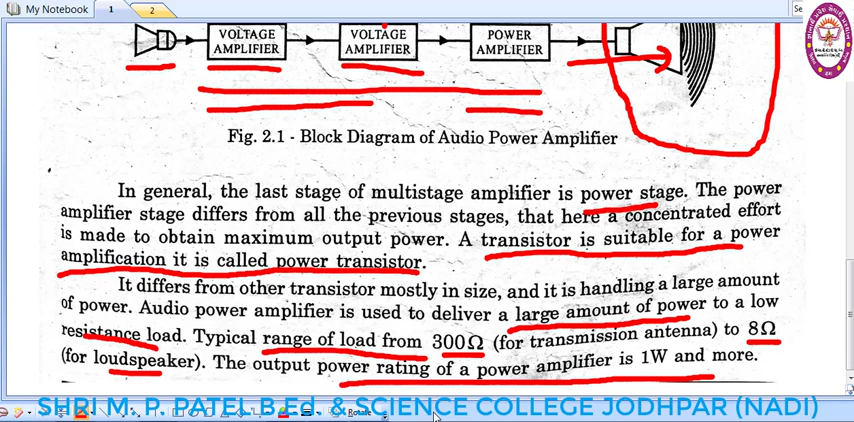 My Notebook 1 2 Se
VOLTAGE AMPLIFIER VOLTAGE AMPLIFIER POWER AMPLIFIER
Fig. 2.1 - Block Diagram of Audio Power Amplifier
In general, the last stage of multistage amplifier is power stage. The power
amplifier stage differs from all the previous stages, that here a concentrated effort
is made to obtain maximum output power. A transistor is suitable for a power
amplification it is called power transistor.
It differs from other transistor mostly in size, and it is handling a large amount
of power. Audio power amplifier is used to deliver a large amount of power to a low
resistance load. Typical range of load from 300Ω (for transmission antenna) to 8Ω
(for loudspeaker). The output power rating of a power amplifier is 1W and more.
SHRI M. P. PATEL B.Ed. & SCIENCE COLLEGE JODHPAR (NADI)
Rotate